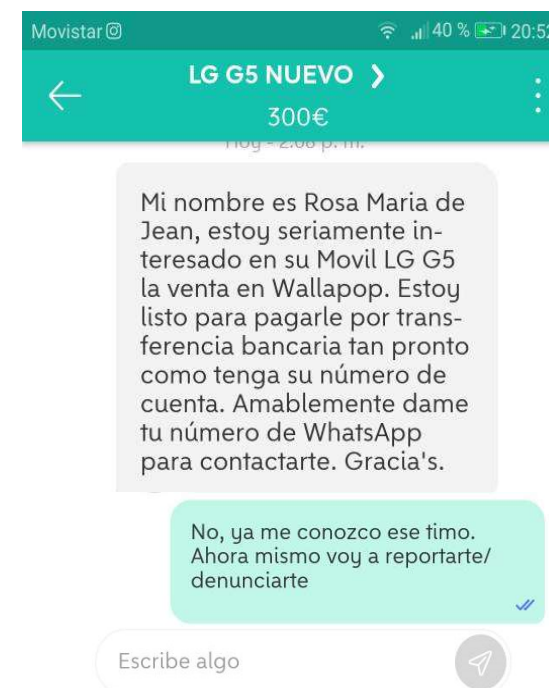 Movistar 40 % 20:52
LG G5 NUEVO
300€
Hoy - 2:08 p. m.
Mi nombre es Rosa Maria de
Jean, estoy seriamente in-
teresado en su Movil LG G5
la venta en Wallapop. Estoy
listo para pagarle por trans-
ferencia bancaria tan pronto
como tenga su número de
cuenta. Amablemente dame
tu número de WhatsApp
para contactarte. Gracia's.
No, ya me conozco ese timo.
Ahora mismo voy a reportarte/
denunciarte
Escribe algo